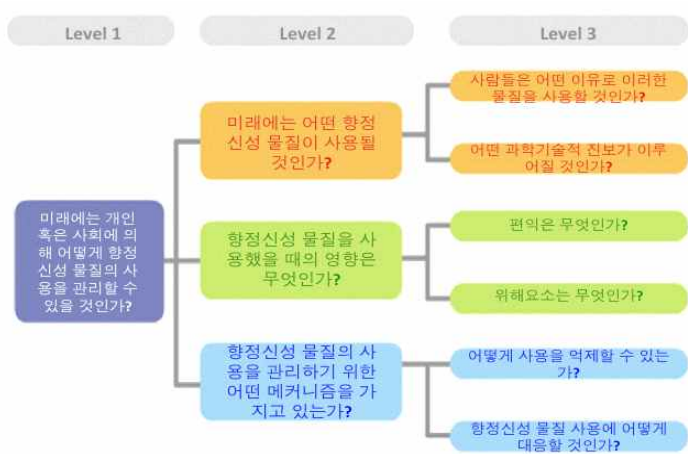 Level 1
Level 2
Level 3
미래에는 개인
혹은 사회에 의
해 어떻게 향정
신성 물질의 사
용을 관리할 수
있을 것인가?
미래에는 어떤 향정
신성 물질이 사용될
것인가?
사람들은 어떤 이유로 이러한
물질을 사용할 것인가?
어떤 과학기술적 진보가 이루
어질 것인가?
향정신성 물질을 사
용했을 때의 영향은
무엇인가?
편익은 무엇인가?
위해요소는 무엇인가?
향정신성 물질의 사
용을 관리하기 위한
어떤 메커니즘을 가
지고 있는가?
어떻게 사용을 억제할 수 있는
가?
향정신성 물질 사용에 어떻게
대응할 것인가?